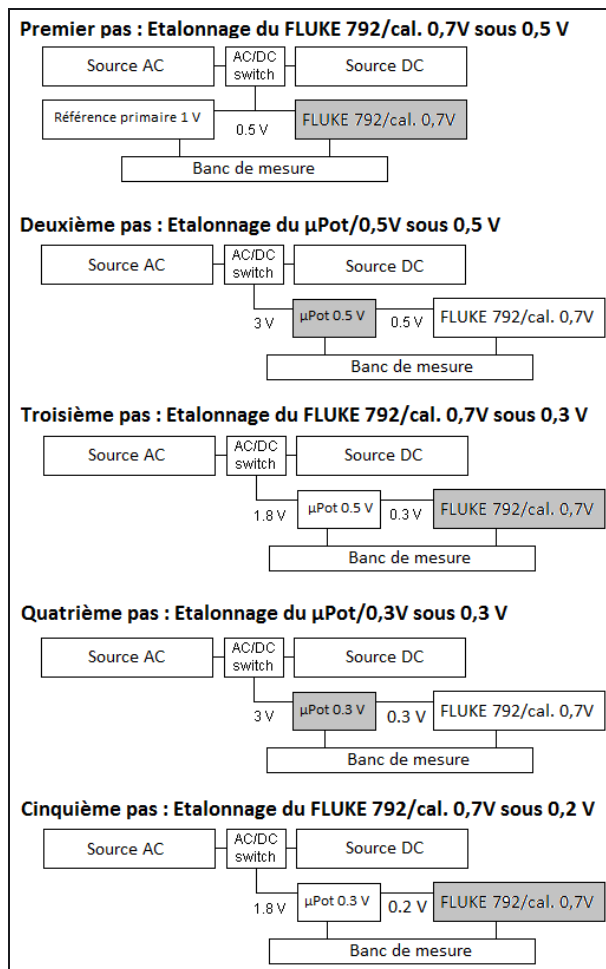 Premier pas : Etalonnage du FLUKE 792/cal. 0,7V sous 0,5 V
Source AC
AC/DC
switch
Source DC
Référence primaire 1 V
0.5 V
FLUKE 792/cal. 0,7V
Banc de mesure
Deuxième pas : Etalonnage du µPot/0,5V sous 0,5 V
Source AC
AC/DC
switch
Source DC
3 V
µPot 0.5 V
0.5 V
FLUKE 792/cal. 0,7V
Banc de mesure
Troisième pas : Etalonnage du FLUKE 792/cal. 0,7V sous 0,3 V
Source AC
AC/DC
switch
Source DC
1.8 V
µPot 0.5 V
0.3 V
FLUKE 792/cal. 0,7V
Banc de mesure
Quatrième pas : Etalonnage du µPot/0,3V sous 0,3 V
Source AC
AC/DC
switch
Source DC
3 V
µPot 0.3 V
0.3 V
FLUKE 792/cal. 0,7V
Banc de mesure
Cinquième pas : Etalonnage du FLUKE 792/cal. 0,7V sous 0,2 V
Source AC
AC/DC
switch
Source DC
1.8 V
µPot 0.3 V
0.2 V
FLUKE 792/cal. 0,7V
Banc de mesure